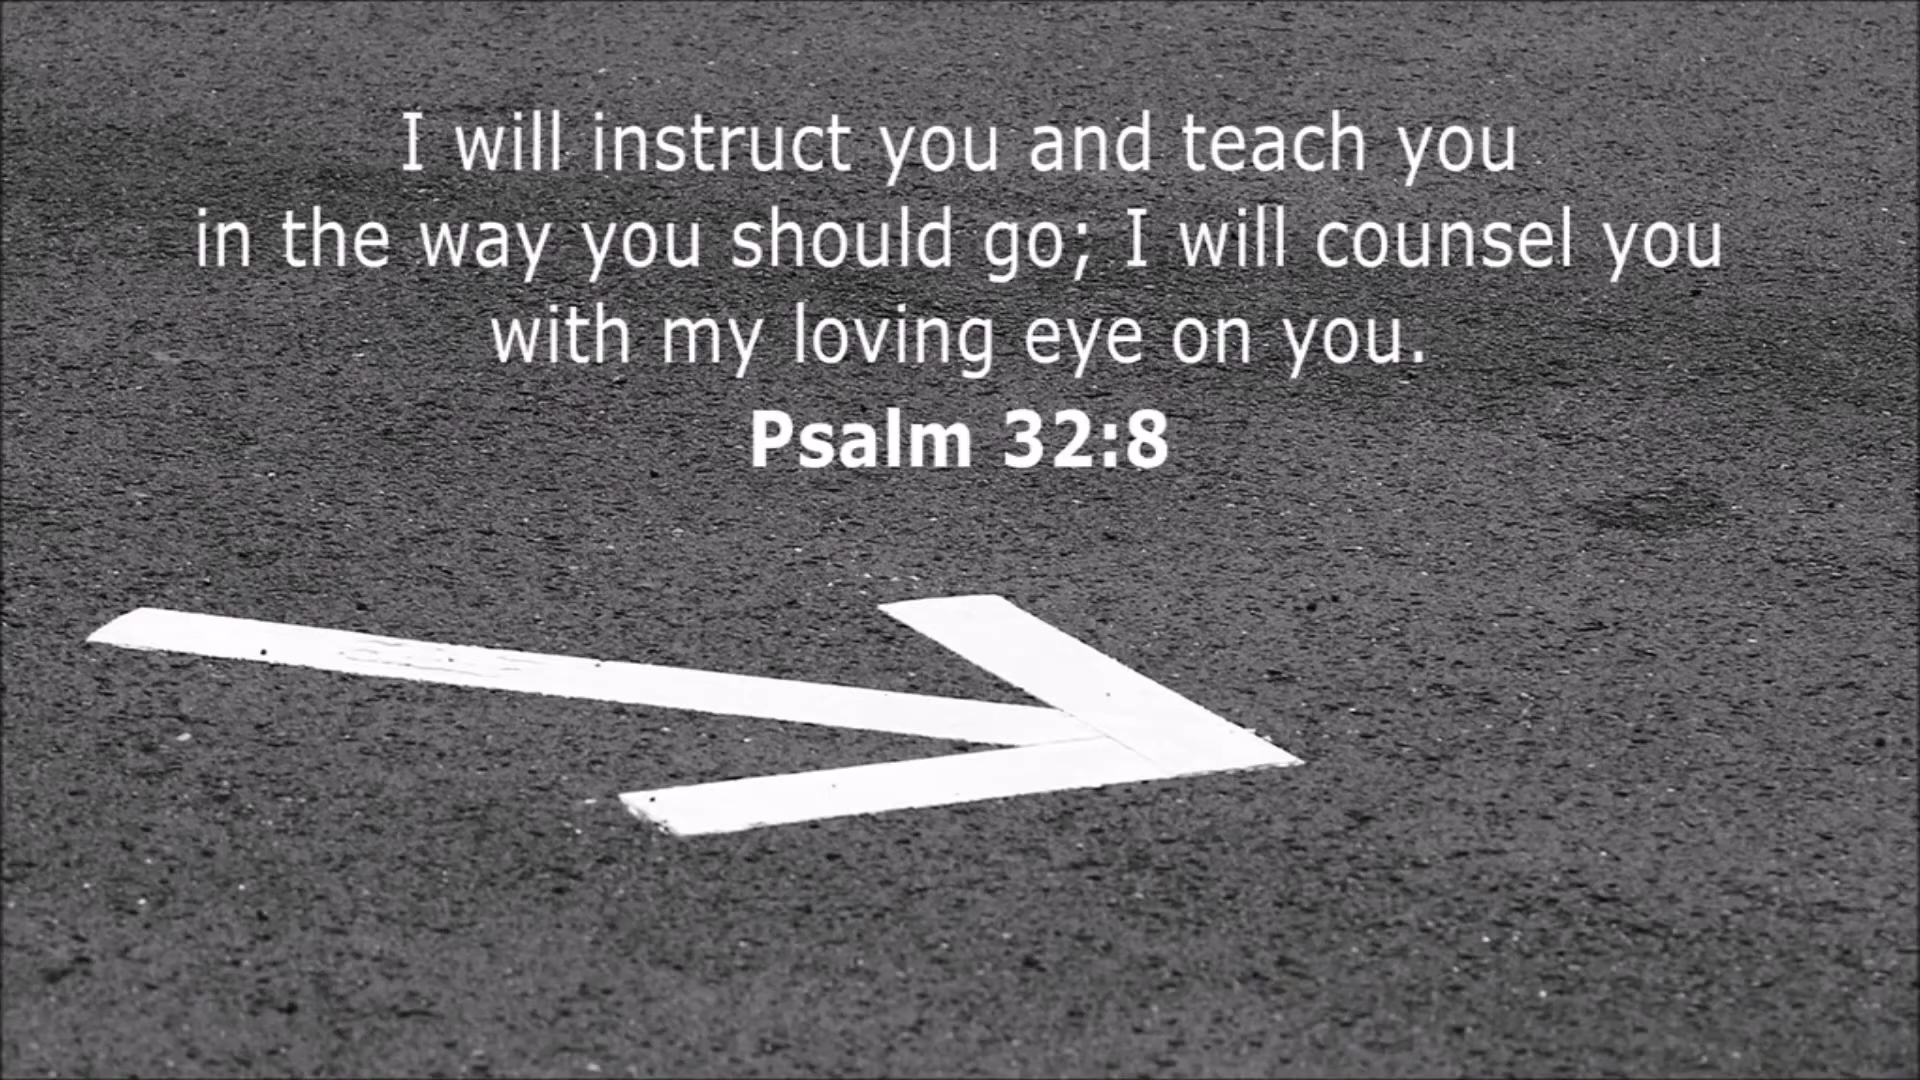 I will instruct you and teach you
in the way you should go; I will counsel you
with my loving eye on you.
Psalm 32:8